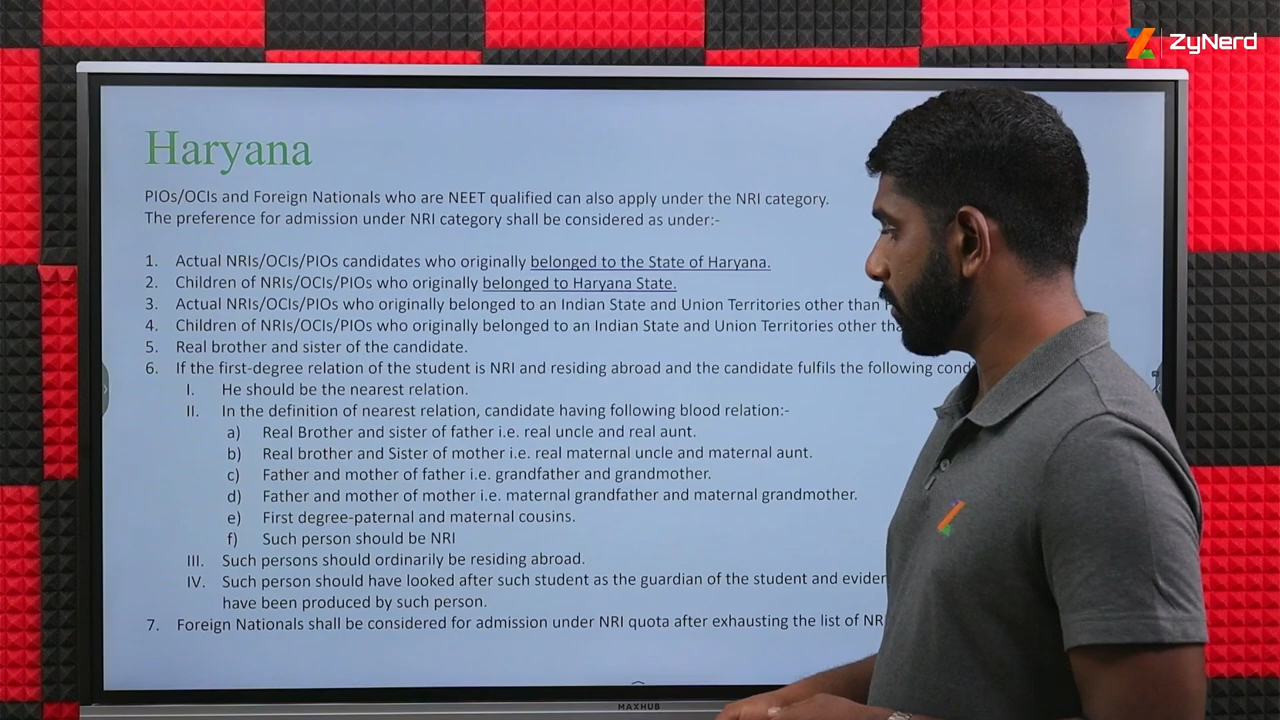 ZyNerd
Haryana
PIOs/OCIs and Foreign Nationals who are NEET qualified can also apply under the NRI category.
The preference for admission under NRI category shall be considered as under:-
1. Actual NRIs/OCIs/PIOs candidates who originally belonged to the State of Haryana.
2. Children of NRIs/OCIs/PIOs who originally belonged to Haryana State.
3. Actual NRIs/OCIs/PIOs who originally belonged to an Indian State and Union Territories other than
4. Children of NRIs/OCIs/PIOs who originally belonged to an Indian State and Union Territories other
5. Real brother and sister of the candidate.
6. If the first-degree relation of the student is NRI and residing abroad and the candidate fulfils the following
I. He should be the nearest relation.
II. In the definition of nearest relation, candidate having following blood relation:-
a) Real Brother and sister of father i.e. real uncle and real aunt.
b) Real brother and Sister of mother i.e. real maternal uncle and maternal aunt.
c) Father and mother of father i.e. grandfather and grandmother.
d) Father and mother of mother i.e. maternal grandfather and maternal grandmother.
e) First degree-paternal and maternal cousins.
f) Such person should be NRI
III. Such persons should ordinarily be residing abroad.
IV. Such person should have looked after such student as the guardian of the student and
have been produced by such person.
7. Foreign Nationals shall be considered for admission under NRI quota after exhausting the list of
MAXHUB